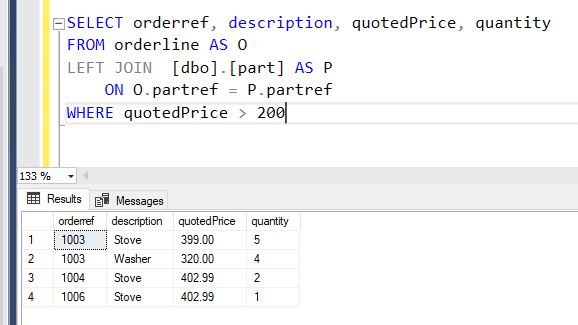 SELECT orderref, description, quotedPrice, quantity
FROM orderline AS O
LEFT JOIN  [dbo].[part] AS P
    ON O.partref = P.partref
WHERE quotedPrice > 200
133 %
Results Messages
orderref description quotedPrice quantity
1 1003 Stove 399.00 5
2 1003 Washer 320.00 4
3 1004 Stove 402.99 2
4 1006 Stove 402.99 1